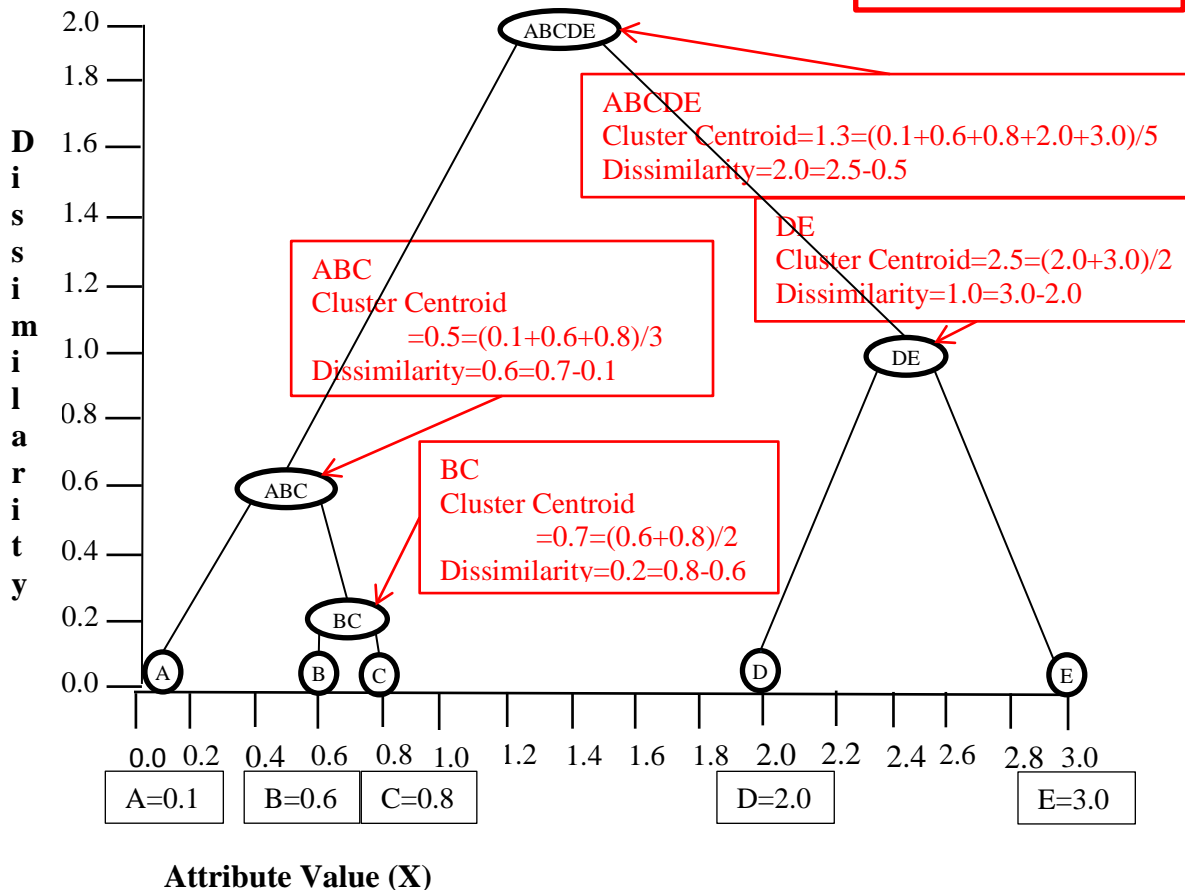 2.0
ABCDE
1.8
ABCDE
Cluster Centroid=1.3=(0.1+0.6+0.8+2.0+3.0)/5
Dissimilarity=2.0=2.5-0.5
D
i
s
s
i
m
i
l
a
r
i
t
y
1.6
1.4
1.2
1.0
0.8
0.6
0.4
0.2
0.0
DE
Cluster Centroid=2.5=(2.0+3.0)/2
Dissimilarity=1.0=3.0-2.0
ABC
Cluster Centroid
=0.5=(0.1+0.6+0.8)/3
Dissimilarity=0.6=0.7-0.1
DE
BC
Cluster Centroid
=0.7=(0.6+0.8)/2
Dissimilarity=0.2=0.8-0.6
ABC
BC
A
B
C
D
E
0.0 0.2 0.4 0.6 0.8 1.0 1.2 1.4 1.6 1.8 2.0 2.2 2.4 2.6 2.8 3.0
A=0.1 B=0.6 C=0.8 D=2.0 E=3.0
Attribute Value (X)